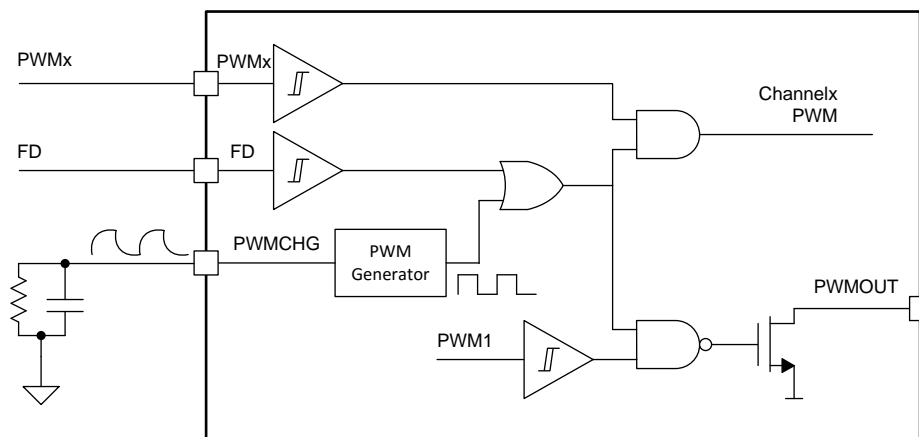 PWMx
PWMx
Channelx
PWM
FD
FD
PWMCHG
PWM
Generator
PWMOUT
PWM1